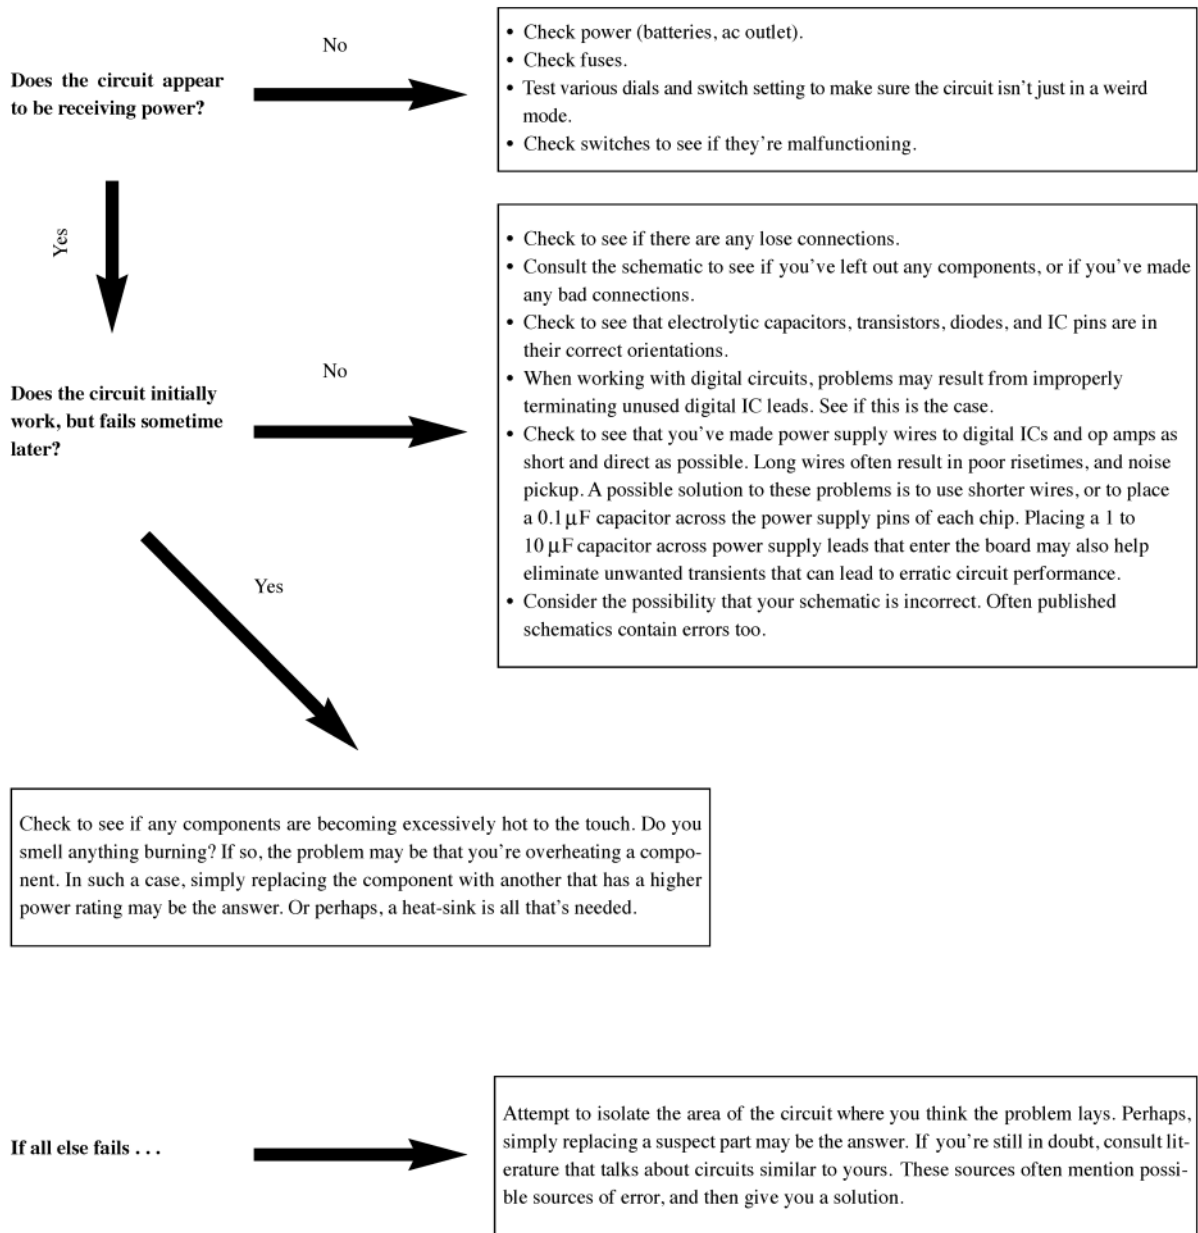 Does the circuit appear
to be receiving power?
No
• Check power (batteries, ac outlet).
• Check fuses.
• Test various dials and switch setting to make sure the circuit isn't just in a weird
mode.
• Check switches to see if they're malfunctioning.
Yes
Does the circuit initially
work, but fails sometime
later?
No
• Check to see if there are any lose connections.
• Consult the schematic to see if you've left out any components, or if you've made
any bad connections.
• Check to see that electrolytic capacitors, transistors, diodes, and IC pins are in
their correct orientations.
• When working with digital circuits, problems may result from improperly
terminating unused digital IC leads. See if this is the case.
• Check to see that you've made power supply wires to digital ICs and op amps as
short and direct as possible. Long wires often result in poor risetimes, and noise
pickup. A possible solution to these problems is to use shorter wires, or to place
a 0.1 µF capacitor across the power supply pins of each chip. Placing a 1 to
10 µF capacitor across power supply leads that enter the board may also help
eliminate unwanted transients that can lead to erratic circuit performance.
• Consider the possibility that your schematic is incorrect. Often published
schematics contain errors too.
Yes
Check to see if any components are becoming excessively hot to the touch. Do you
smell anything burning? If so, the problem may be that you're overheating a compo-
nent. In such a case, simply replacing the component with another that has a higher
power rating may be the answer. Or perhaps, a heat-sink is all that's needed.
If all else fails . . .
Attempt to isolate the area of the circuit where you think the problem lays. Perhaps,
simply replacing a suspect part may be the answer. If you're still in doubt, consult lit-
erature that talks about circuits similar to yours. These sources often mention possi-
ble sources of error, and then give you a solution.